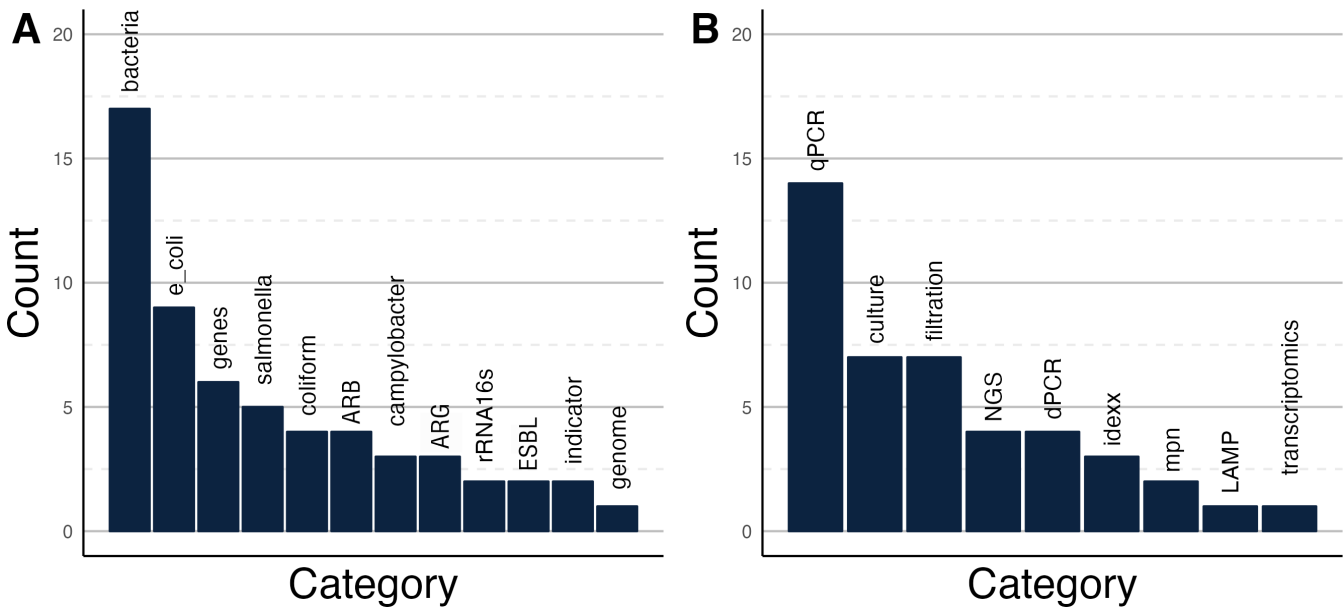 A
Count
20
15
10
5
0
bacteria
e_coli
genes
salmonella
coliform
ARB
campylobacter
ARG
rRNA16s
ESBL
indicator
genome
Category
B
Count
20
15
10
5
0
qPCR
culture
filtration
NGS
dPCR
idexx
mpn
LAMP
transcriptomics
Category